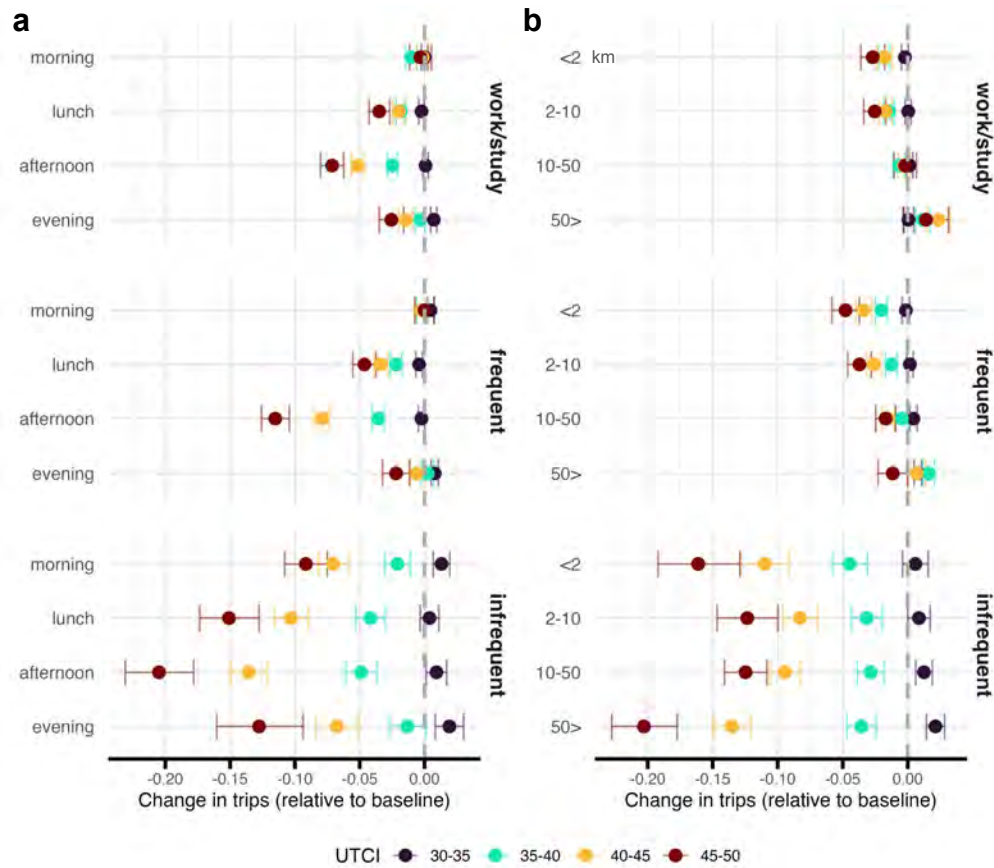 a
morning
lunch
afternoon
evening
work/study
morning
lunch
afternoon
evening
frequent
morning
lunch
afternoon
evening
infrequent
-0.20 -0.15 -0.10 -0.05 0.00
Change in trips (relative to baseline)
b
<2 km
2-10
10-50
50>
work/study
<2
2-10
10-50
50>
frequent
<2
2-10
10-50
50>
infrequent
-0.20 -0.15 -0.10 -0.05 0.00
Change in trips (relative to baseline)
UTCI 30-35 35-40 40-45 45-50